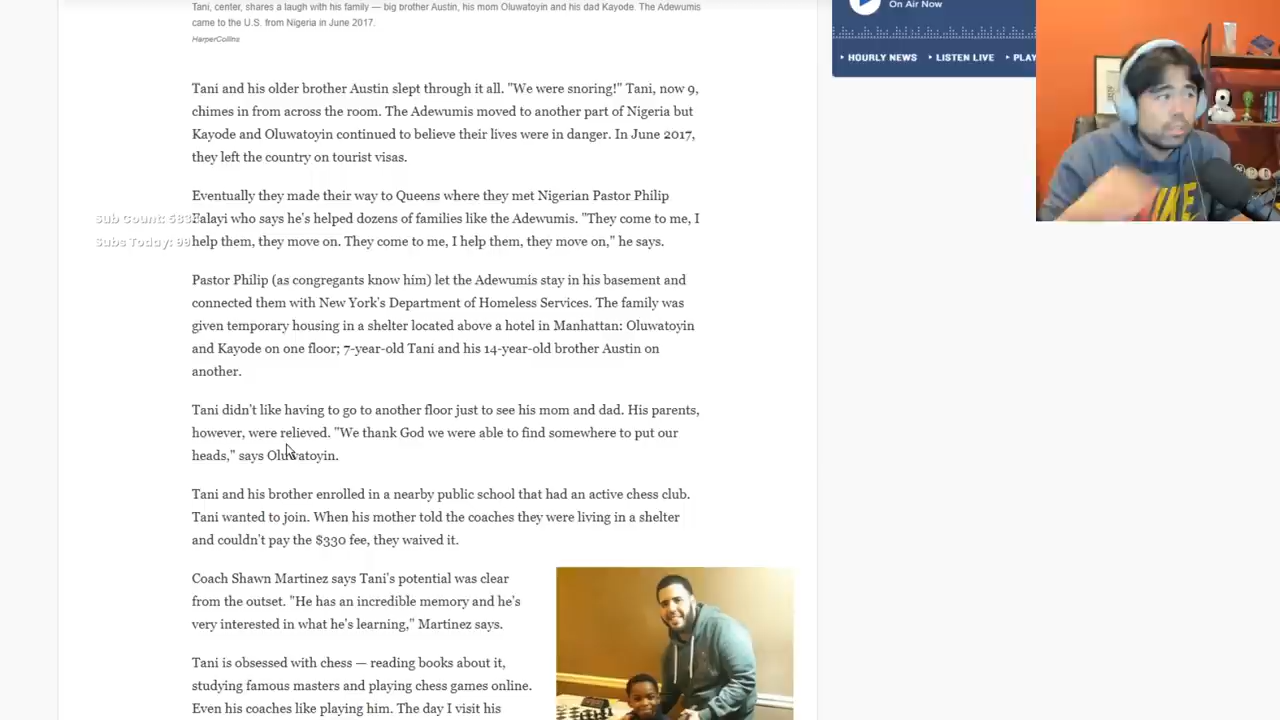 Tani, center, shares a laugh with his family — big brother Austin, his mom Oluwatoyin and his dad Kayode. The Adewumis
came to the U.S. from Nigeria in June 2017.
HarperCollins
On Air Now
HOURLY NEWS LISTEN LIVE PLAY
Tani and his older brother Austin slept through it all. "We were snoring!" Tani, now 9,
chimes in from across the room. The Adewumis moved to another part of Nigeria but
Kayode and Oluwatoyin continued to believe their lives were in danger. In June 2017,
they left the country on tourist visas.
Eventually they made their way to Queens where they met Nigerian Pastor Philip
Falayi who says he's helped dozens of families like the Adewumis. "They come to me, I
help them, they move on. They come to me, I help them, they move on," he says.
Sub Count: 583
Subs Today: 99
Pastor Philip (as congregants know him) let the Adewumis stay in his basement and
connected them with New York's Department of Homeless Services. The family was
given temporary housing in a shelter located above a hotel in Manhattan: Oluwatoyin
and Kayode on one floor; 7-year-old Tani and his 14-year-old brother Austin on
another.
Tani didn't like having to go to another floor just to see his mom and dad. His parents,
however, were relieved. "We thank God we were able to find somewhere to put our
heads," says Oluwatoyin.
Tani and his brother enrolled in a nearby public school that had an active chess club.
Tani wanted to join. When his mother told the coaches they were living in a shelter
and couldn't pay the $330 fee, they waived it.
Coach Shawn Martinez says Tani's potential was clear
from the outset. "He has an incredible memory and he's
very interested in what he's learning," Martinez says.
Tani is obsessed with chess — reading books about it,
studying famous masters and playing chess games online.
Even his coaches like playing him. The day I visit his